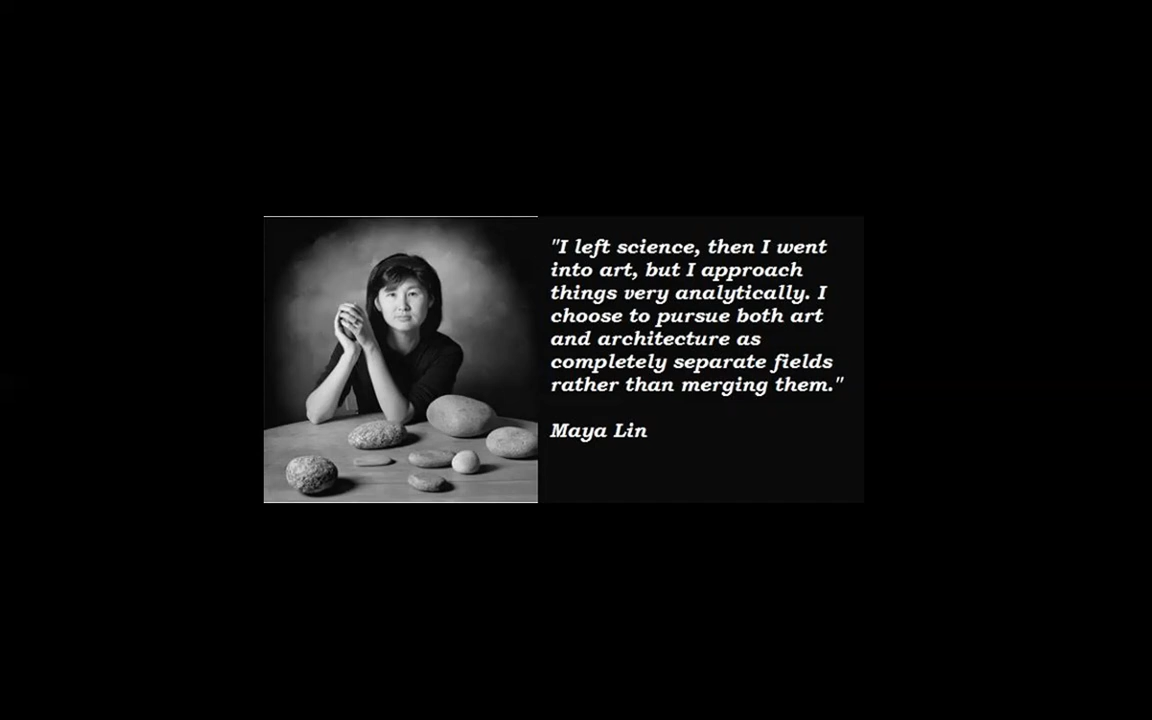 "I left science, then I went
into art, but I approach
things very analytically. I
choose to pursue both art
and architecture as
completely separate fields
rather than merging them."
Maya Lin